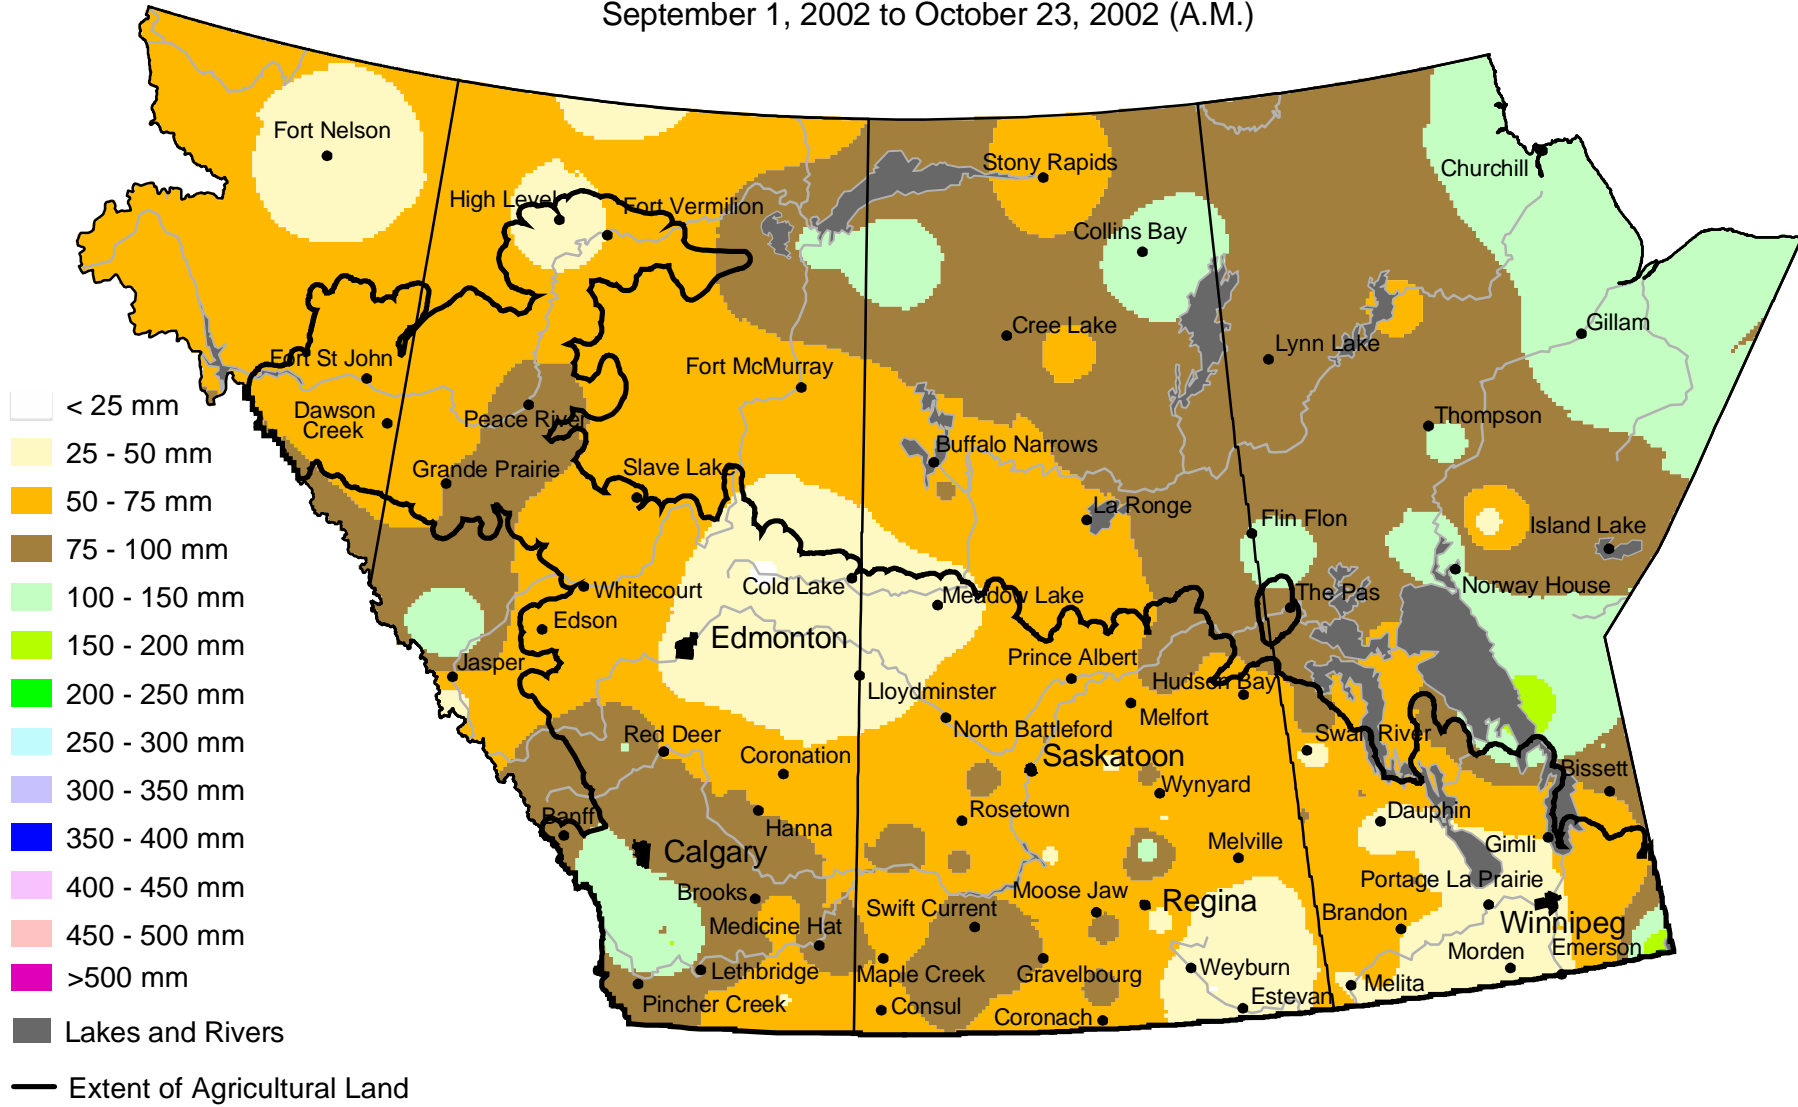 September 1, 2002 to October 23, 2002 (A.M.)
Fort Nelson
Stony Rapids
Churchill
High Level
Fort Vermilion
Collins Bay
Cree Lake
Gillam
Lynn Lake
Fort St John
Fort McMurray
< 25 mm
Dawson
Creek
Peace River
Thompson
25 - 50 mm
Buffalo Narrows
Grande Prairie
Slave Lake
50 - 75 mm
La Ronge
Flin Flon
Island Lake
75 - 100 mm
Whitecourt
Cold Lake
Meadow Lake
The Pas
Norway House
100 - 150 mm
Edson
Edmonton
150 - 200 mm
Jasper
Prince Albert
Hudson Bay
Lloydminster
200 - 250 mm
Melfort
North Battleford
Red Deer
Swan River
250 - 300 mm
Coronation
Saskatoon
Bissett
Wynyard
300 - 350 mm
Banff
Hanna
Rosetown
Dauphin
350 - 400 mm
Calgary
Melville
Gimli
400 - 450 mm
Brooks
Moose Jaw
Portage La Prairie
Regina
Swift Current
Brandon
Winnipeg
450 - 500 mm
Medicine Hat
Morden
Emerson
>500 mm
Lethbridge
Maple Creek
Gravelbourg
Weyburn
Melita
Pincher Creek
Consul
Coronach
Estevan
Lakes and Rivers
Extent of Agricultural Land